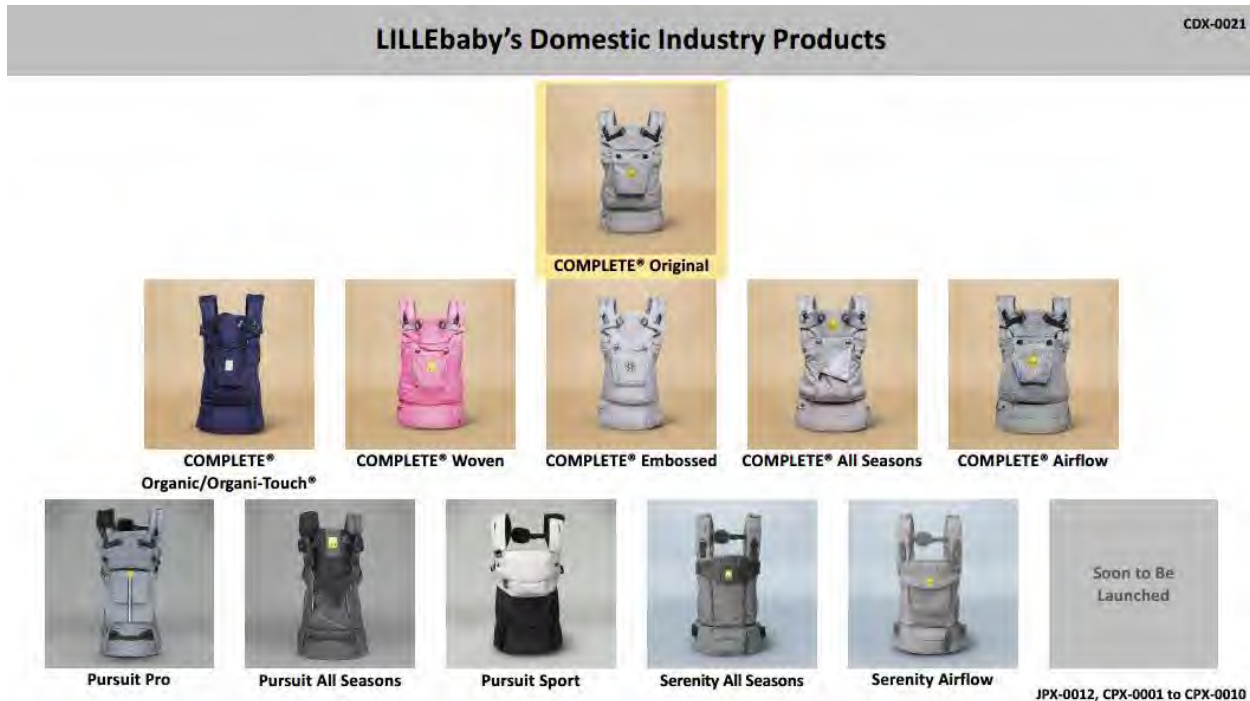 LILLEbaby's Domestic Industry Products
CDX-0021
COMPLETE® Original
COMPLETE®
Organic/Organi-Touch®
COMPLETE® Woven
COMPLETE® Embossed
COMPLETE® All Seasons
COMPLETE® Airflow
Pursuit Pro
Pursuit All Seasons
Pursuit Sport
Serenity All Seasons
Serenity Airflow
Soon to Be
Launched
JPX-0012, CPX-0001 to CPX-0010